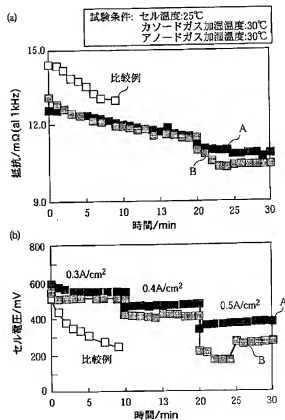 試験条件: セル温度:25℃
カソードガス加湿温度:30℃
アノードガス加湿温度:30℃
(a)
15.0
12.0
9.0
抵抗/mΩ(at 1kHz)
比較例
A
B
0 5 10 15 20 25 30
時間/min
(b)
800
600
400
200
0
セル電圧/mV
0.3A/cm²
0.4A/cm²
0.5A/cm²
比較例
A
B
0 5 10 15 20 25 30
時間/min